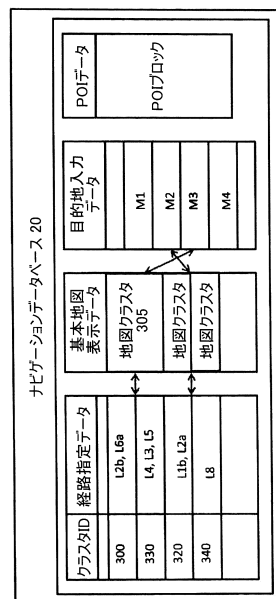 ナビゲーションデータベース 20
クラスタID
経路指定データ
300
L2b, L6a
330
L4, L3, L5
320
L1b, L2a
340
L8
基本地図
表示データ
地図クラスタ
305
地図クラスタ
地図クラスタ
目的地入力
データ
M1
M2
M3
M4
POIデータ
POIブロック